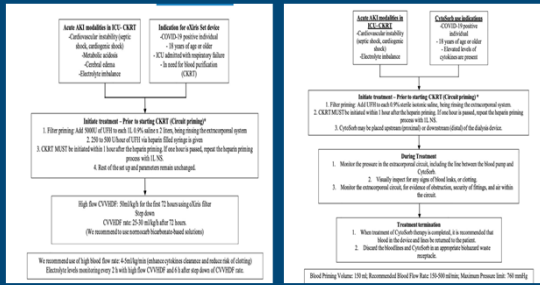 Acute AKI modalities in
ICU- CKRT
-Cardiovascular instability
(septic shock, cardiogenic
shock)
-Metabolic acidosis
-Cerebral edema
-Electrolyte imbalance
Indication for oXiris Set device
-COVID-19 positive individual
- 18 years of age or older
- ICU admitted with respiratory failure
- In need for blood purification
(CKRT)
Initiate treatment – Prior to starting CKRT (Circuit priming)*
1. Filter priming: Add 5000U of UFH to each 1L 0.9% saline x 2 liters, being rinsing the extracorporeal system
2. 250 to 500 U/hour of UFH via heparin filled syringe is given
3. CKRT MUST be initiated within 1 hour after the heparin priming. If one hour is passed, repeat the heparin
priming process with 1L NS.
4. Rest of the set up and parameters remain unchanged.
High flow CVVHDF: 50ml/kg/h for the first 72 hours using oXiris filter
Step down
CVVHDF rate: 25-30 ml/kg/h after 72 hours.
(We recommend to use normocarb bicarbonate-based solutions)
We recommend use of high blood flow rate: 4-5ml/kg/min (enhance cytokines clearance and reduce risk of clotting)
Electrolyte levels monitoring every 2 h with high flow CVVHDF and 6 h after step down of CVVHDF rate.
Acute AKI modalities in
ICU- CKRT
-Cardiovascular instability
(septic shock, cardiogenic
shock)
-Electrolyte imbalance
CytoSorb use indications
-COVID-19 positive
individual
- 18 years of age or older
- Elevated levels of
cytokines are present
Initiate treatment – Prior to starting CKRT (Circuit priming)*
1. Filter priming: Add UFH to each 0.9% sterile isotonic saline, being rinsing the extracorporeal system.
2. CKRT MUST be initiated within 1 hour after the heparin priming. If one hour is passed, repeat the heparin priming
process with 1L NS.
3. CytoSorb may be placed upstream (proximal) or downstream (distal) of the dialysis device.
During Treatment
1. Monitor the pressure in the extracorporeal circuit, including the line between the blood pump and
CytoSorb.
2. Visually inspect for any signs of blood leaks, or clotting.
3. Monitor the extracorporeal circuit, for evidence of obstruction, security of fittings, and air within
the circuit.
Treatment termination
1. When treatment of CytoSorb therapy is completed, it is recommended that
blood in the device and lines be returned to the patient.
2. Discard the bloodlines and CytoSorb in an appropriate biohazard waste
receptacle.
Blood Priming Volume: 150 ml; Recommended Blood Flow Rate: 150-500 ml/min; Maximum Pressure limit: 760 mmHg